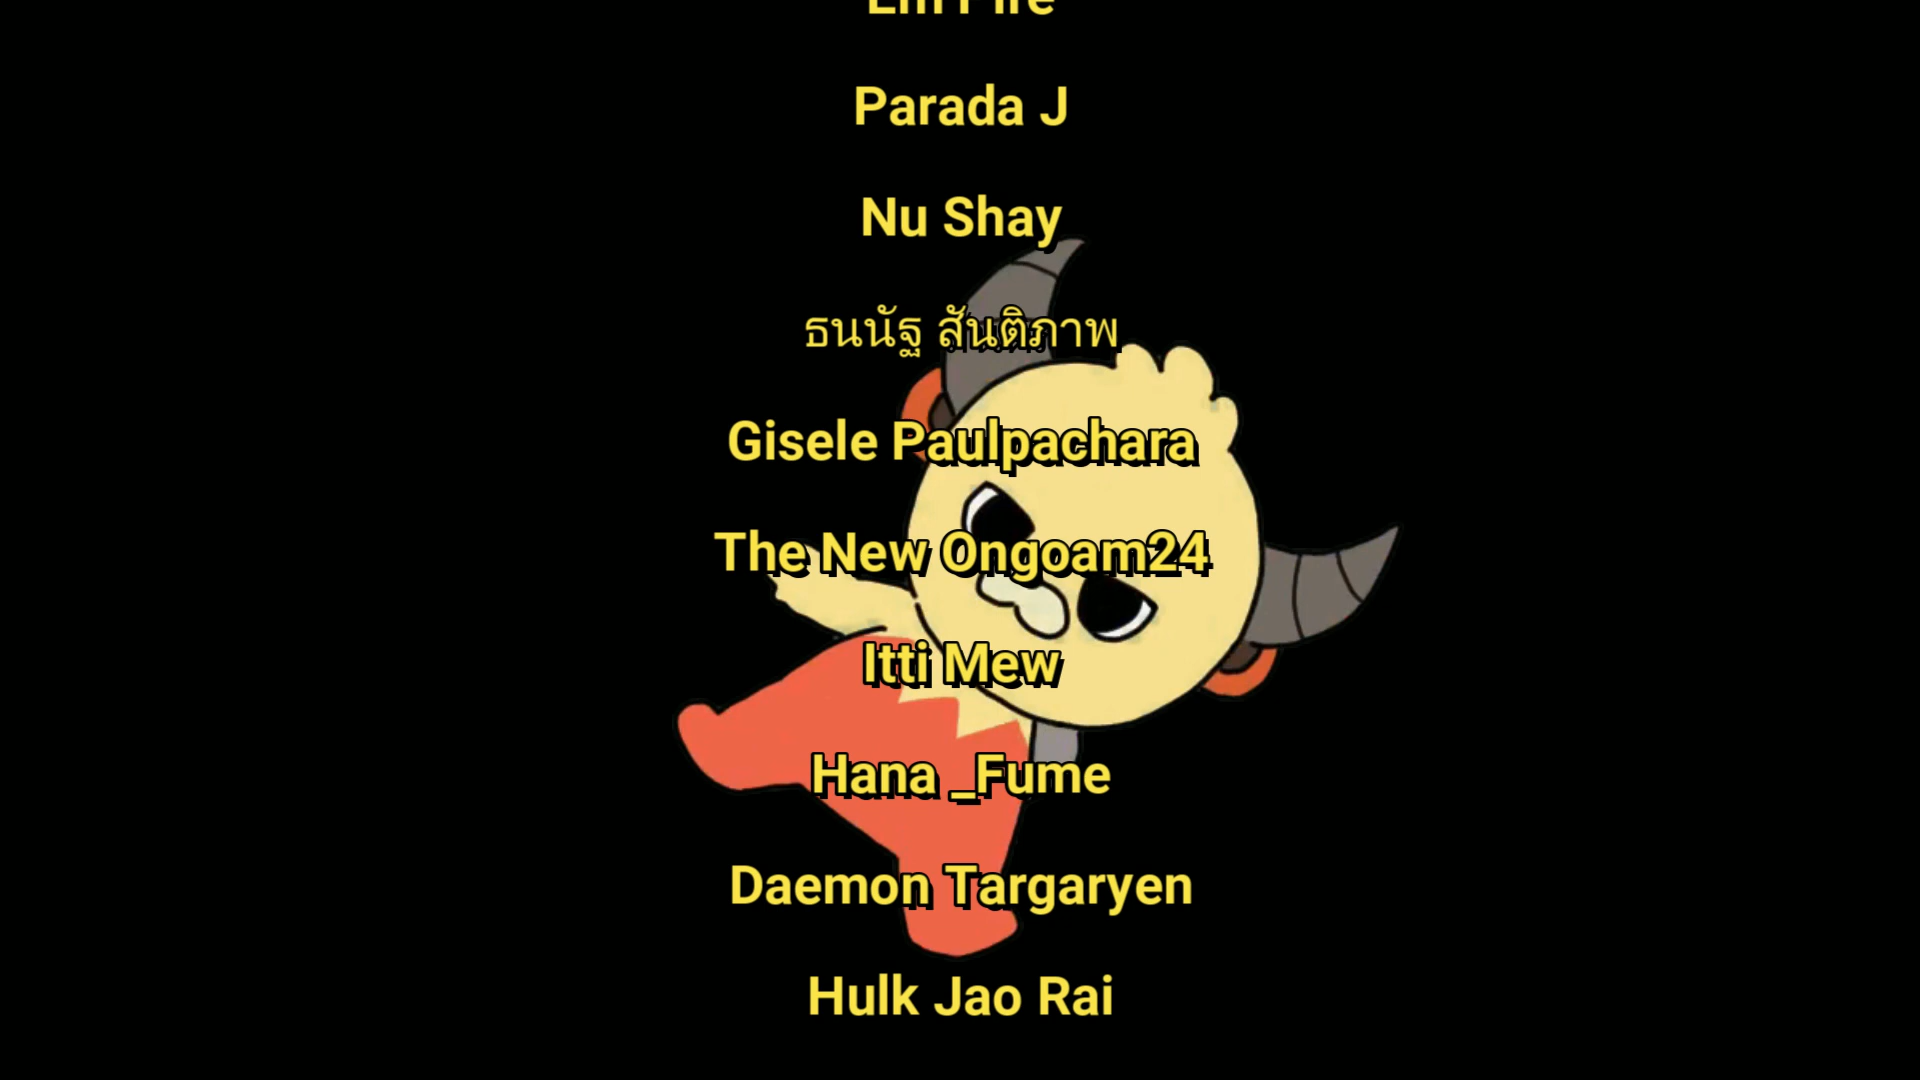 Parada J
Nu Shay
ธนนัฐ สันติภาพ
Gisele Paulpachara
The New Ongoam24
Itti Mew
Hana _Fume
Daemon Targaryen
Hulk Jao Rai